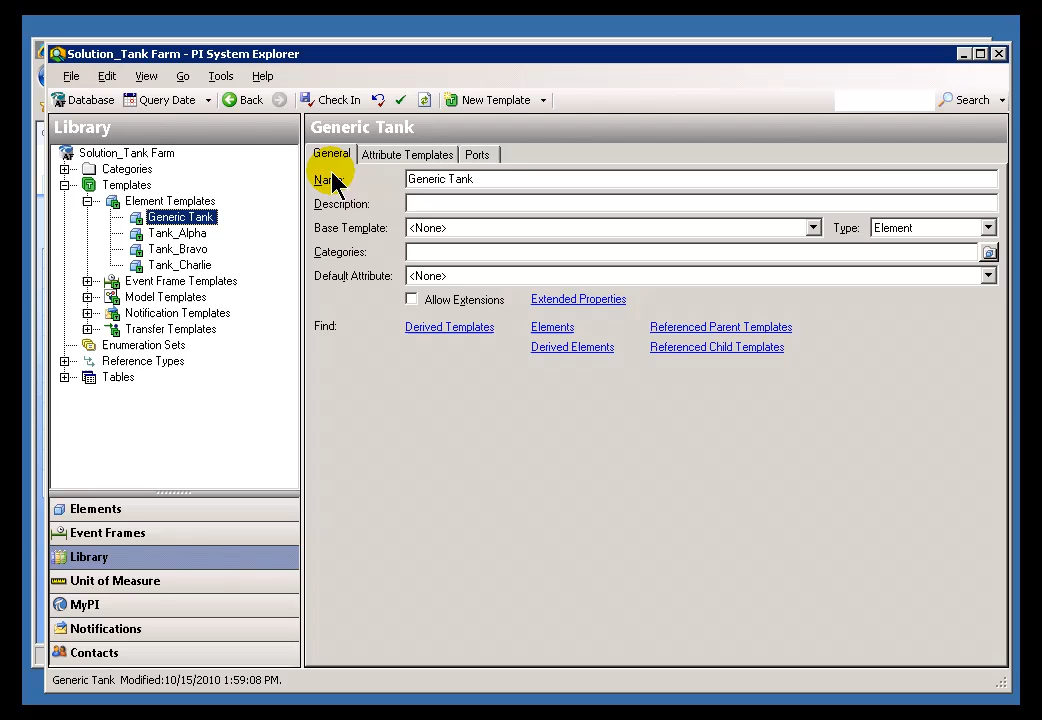 Solution_Tank Farm - PI System Explorer
File Edit View Go Tools Help
Database Query Date Back Check In New Template Search
Library
Generic Tank
Solution_Tank Farm
Categories
Templates
Element Templates
Generic Tank
Tank_Alpha
Tank_Bravo
Tank_Charlie
Event Frame Templates
Model Templates
Notification Templates
Transfer Templates
Enumeration Sets
Reference Types
Tables
General Attribute Templates Ports
Name: Generic Tank
Description:
Base Template: <None> Type: Element
Categories:
Default Attribute: <None>
Allow Extensions Extended Properties
Find: Derived Templates Elements Referenced Parent Templates
Derived Elements Referenced Child Templates
Elements
Event Frames
Library
Unit of Measure
MyPI
Notifications
Contacts
Generic Tank Modified:10/15/2010 1:59:08 PM.